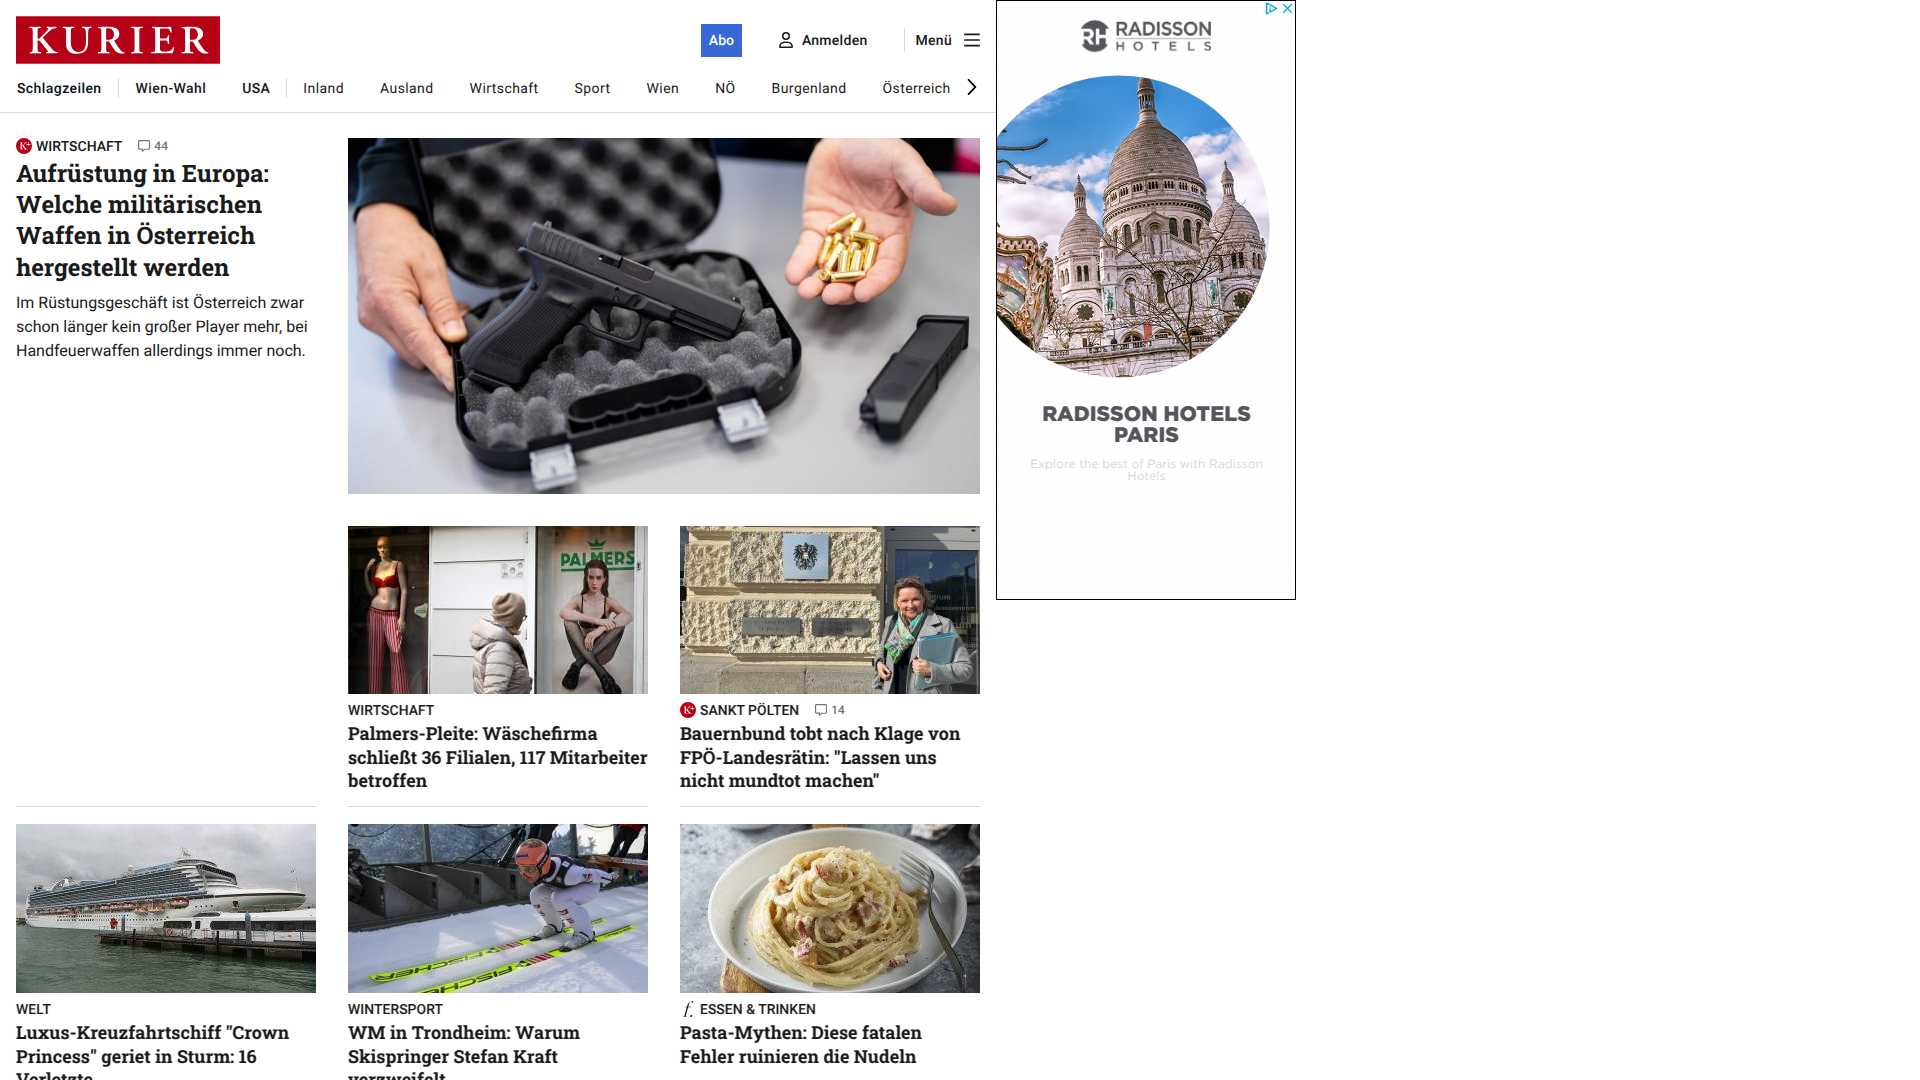 KURIER
Abo
Anmelden
Menü
Schlagzeilen
Wien-Wahl
USA
Inland
Ausland
Wirtschaft
Sport
Wien
NÖ
Burgenland
Österreich
WIRTSCHAFT 44
Aufrüstung in Europa:
Welche militärischen
Waffen in Österreich
hergestellt werden
Im Rüstungsgeschäft ist Österreich zwar
schon länger kein großer Player mehr, bei
Handfeuerwaffen allerdings immer noch.
PALMERS
WIRTSCHAFT
Palmers-Pleite: Wäschefirma
schließt 36 Filialen, 117 Mitarbeiter
betroffen
SANKT PÖLTEN 14
Bauernbund tobt nach Klage von
FPÖ-Landesrätin: "Lassen uns
nicht mundtot machen"
WELT
Luxus-Kreuzfahrtschiff "Crown
Princess" geriet in Sturm: 16
Verletzte
FISCHER
FISCHER
WINTERSPORT
WM in Trondheim: Warum
Skispringer Stefan Kraft
verzweifelt
f. ESSEN & TRINKEN
Pasta-Mythen: Diese fatalen
Fehler ruinieren die Nudeln
RH RADISSON
HOTELS
RADISSON HOTELS
PARIS
Explore the best of Paris with Radisson
Hotels